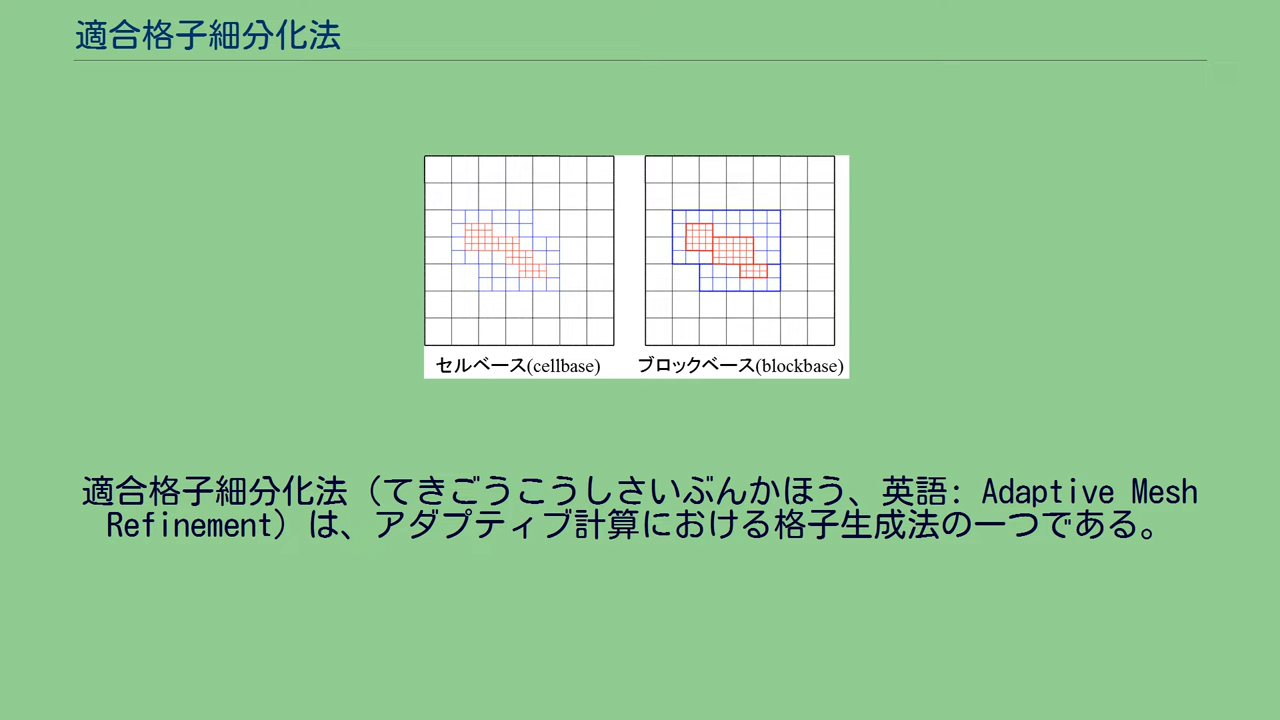 適合格子細分化法
セルベース(cellbase)
ブロックベース(blockbase)
適合格子細分化法（てきごうこうしさいぶんかほう、英語: Adaptive Mesh
Refinement）は、アダプティブ計算における格子生成法の一つである。